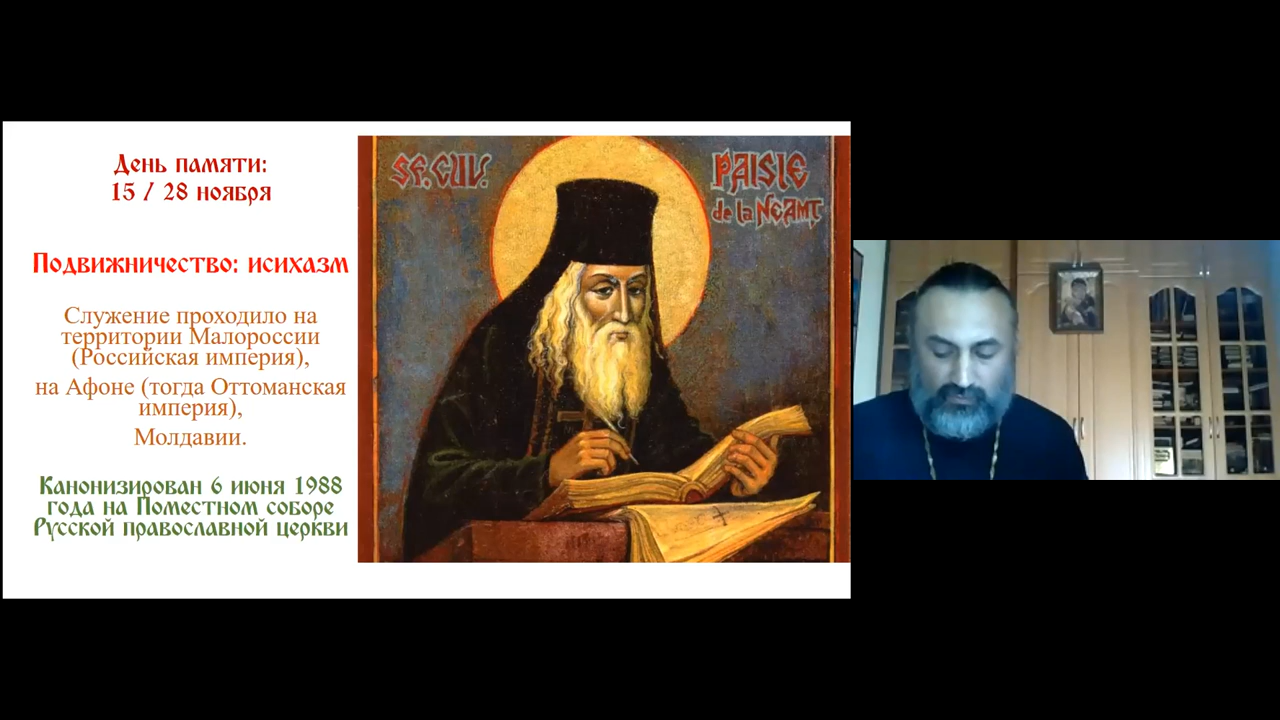 День памяти:
15 / 28 ноября
Подвижничество: исихазм
Служение проходило на
территории Малороссии
(Российская империя),
на Афоне (тогда Оттоманская
империя),
Молдавии.
Канонизирован 6 июня 1988
года на Поместном соборе
Русской православной церкви
SF. CUV.
PAISIE
de la NEAMŢ